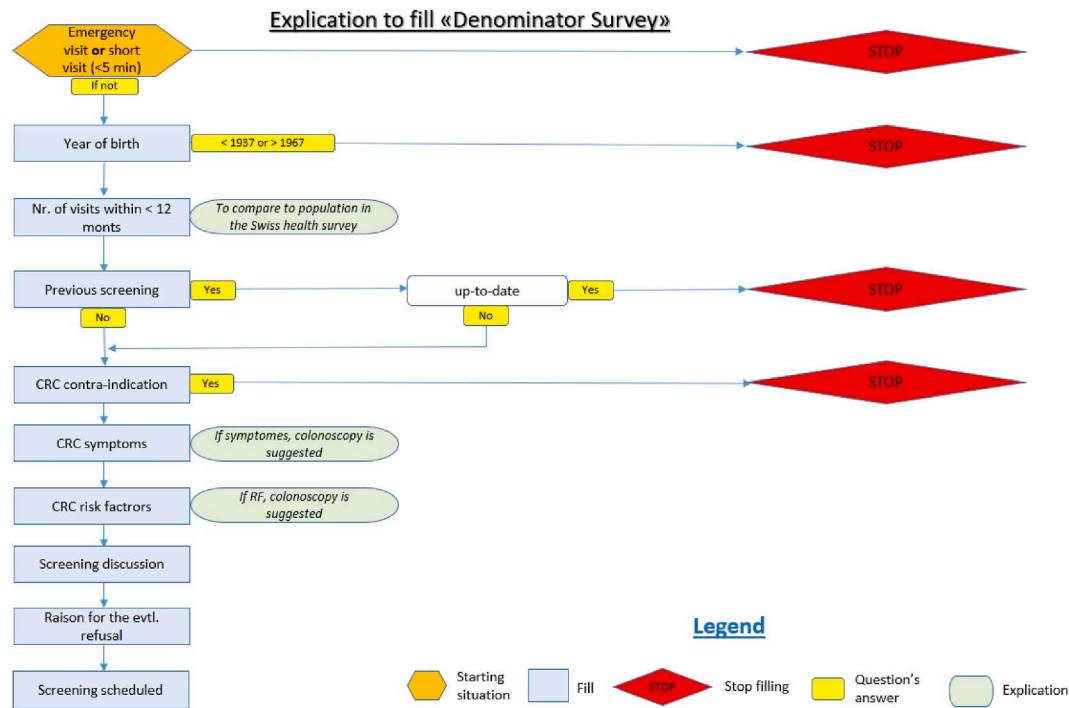 Explication to fill «Denominator Survey»
Emergency
visit or short
visit (<5 min)
STOP
If not
Year of birth
< 1937 or > 1967
STOP
Nr. of visits within < 12
monts
To compare to population in
the Swiss health survey
Previous screening
Yes
up-to-date
Yes
STOP
No
No
CRC contra-indication
Yes
STOP
CRC symptoms
If symptomes, colonoscopy is
suggested
CRC risk factrors
If RF, colonoscopy is
suggested
Screening discussion
Raison for the evtl.
refusal
Screening scheduled
Legend
Starting
situation
Fill
STOP
Stop filling
Question's
answer
Explication